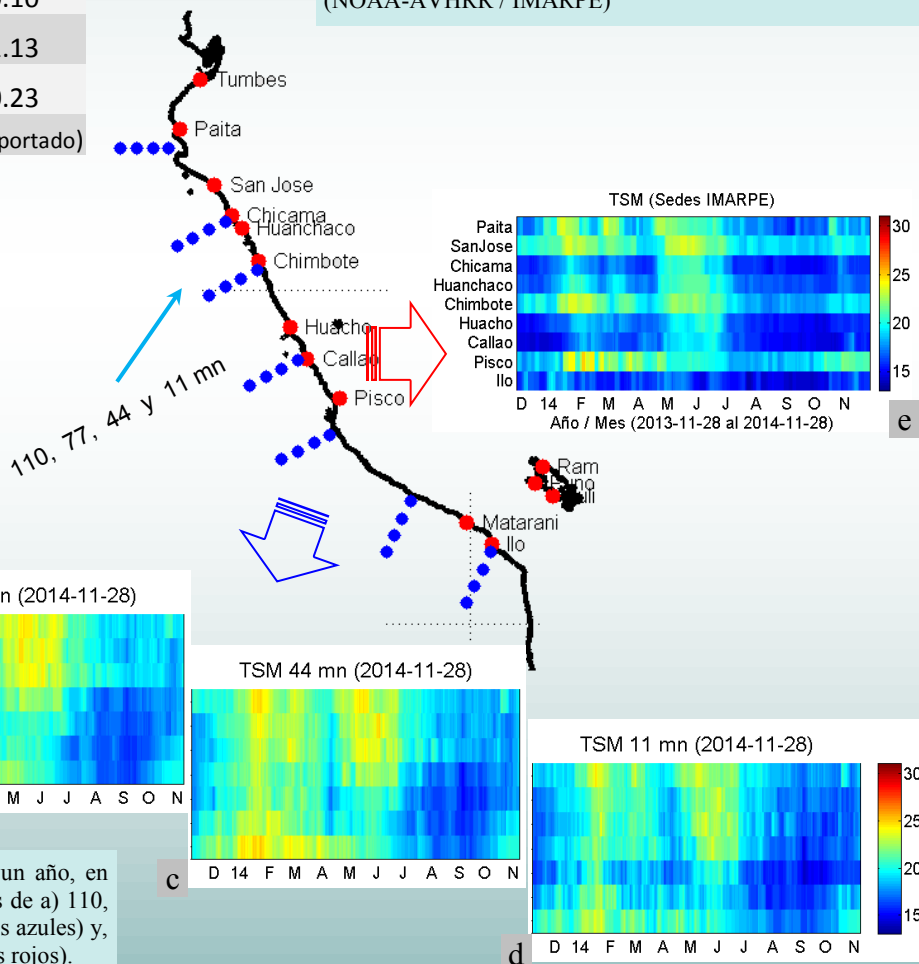 .13
0.23
portado)
(NOAA-AVHRR / IMARPE)
Tumbes
Paita
San Jose
Chicama
Huanchaco
Chimbote
Huacho
Callao
Pisco
110, 77, 44 y 11 mn
Ram
Matarani
Ilo
TSM (Sedes IMARPE)
Paita
SanJose
Chicama
Huanchaco
Chimbote
Huacho
Callao
Pisco
Ilo
30
25
20
15
D 14 F M A M J J A S O N
Año / Mes (2013-11-28 al 2014-11-28)
e
n (2014-11-28)
M J J A S O N
TSM 44 mn (2014-11-28)
D 14 F M A M J J A S O N
c
TSM 11 mn (2014-11-28)
30
25
20
15
D 14 F M A M J J A S O N
d
un año, en
s de a) 110,
s azules) y,
s rojos).